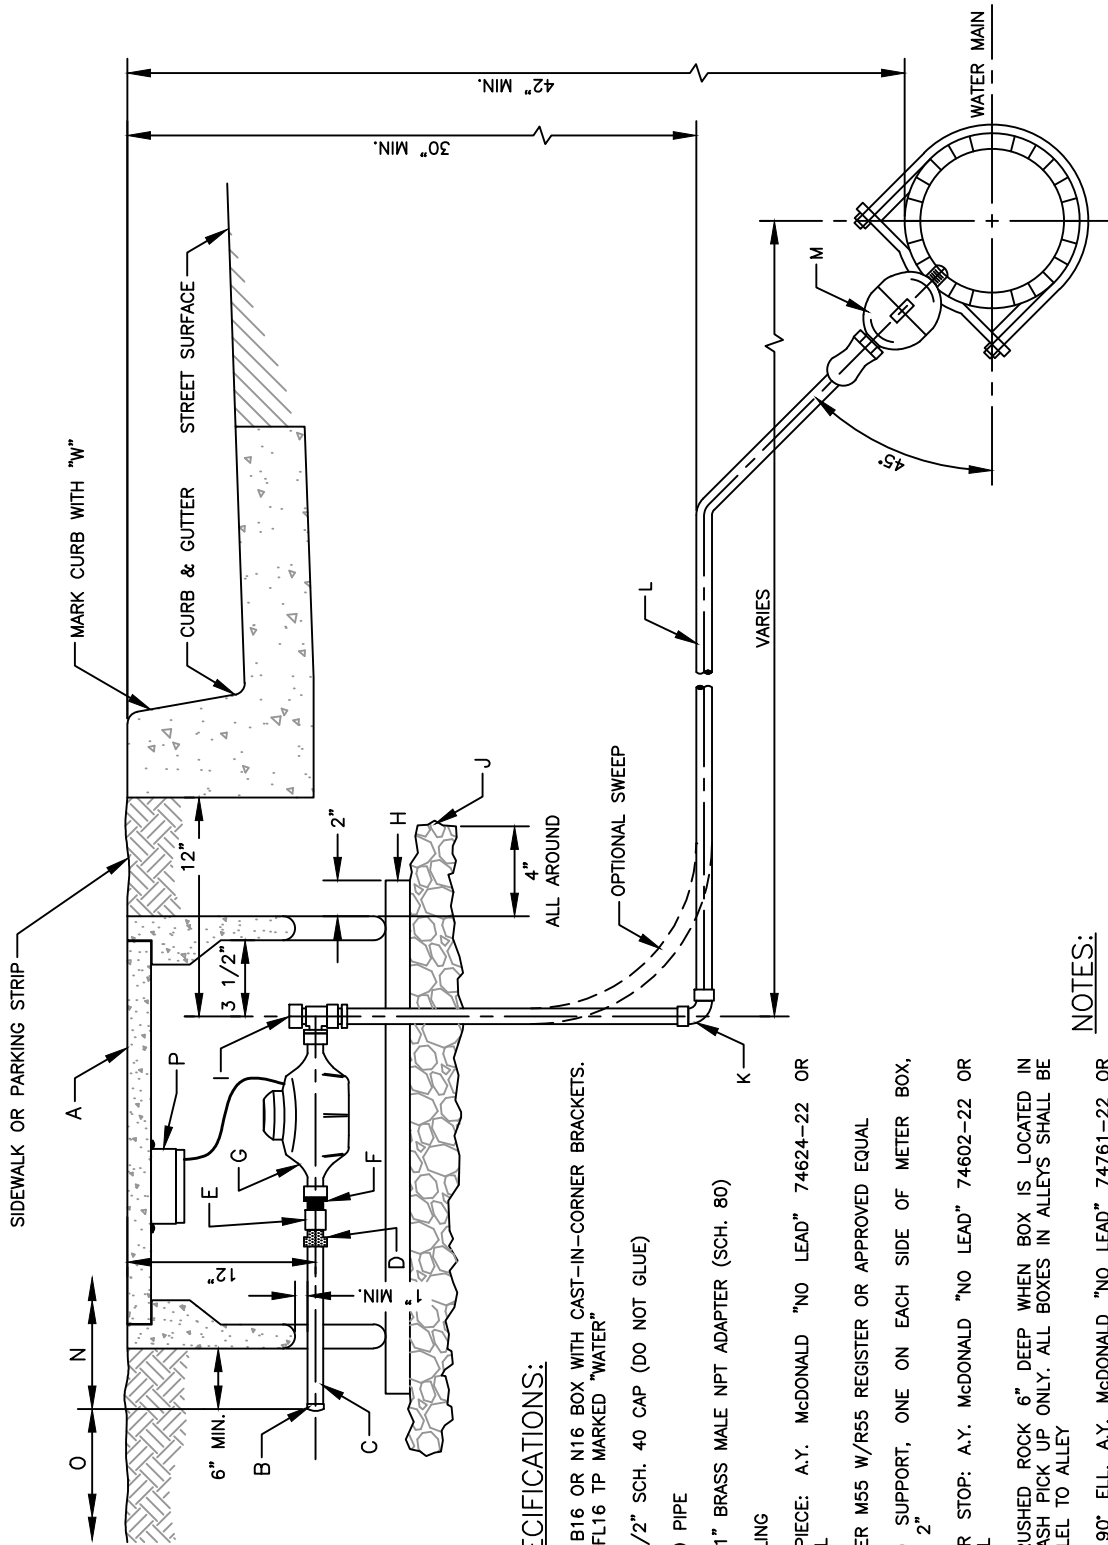 SIDEWALK OR PARKING STRIP
MARK CURB WITH "W"
CURB & GUTTER
STREET SURFACE
42" MIN.
30" MIN.
WATER MAIN
A
P
G
E
I
F
D
N
O
B
C
H
J
K
L
M
12"
3 1/2"
2"
4"
ALL AROUND
12"
1" MIN.
6" MIN.
OPTIONAL SWEEP
VARIES
45°
ECIFICATIONS:
B16 OR N16 BOX WITH CAST-IN-CORNER BRACKETS.
FL16 TP MARKED "WATER"
/2" SCH. 40 CAP (DO NOT GLUE)
PIPE
1" BRASS MALE NPT ADAPTER (SCH. 80)
LING
PIECE: A.Y. McDONALD "NO LEAD" 74624-22 OR
L
ER M55 W/R55 REGISTER OR APPROVED EQUAL
SUPPORT, ONE ON EACH SIDE OF METER BOX,
2"
R STOP: A.Y. McDONALD "NO LEAD" 74602-22 OR
L
RUSHED ROCK 6" DEEP WHEN BOX IS LOCATED IN
ASH PICK UP ONLY. ALL BOXES IN ALLEYS SHALL BE
LEL TO ALLEY
90° ELL, A.Y. McDONALD "NO LEAD" 74761-22 OR
NOTES: